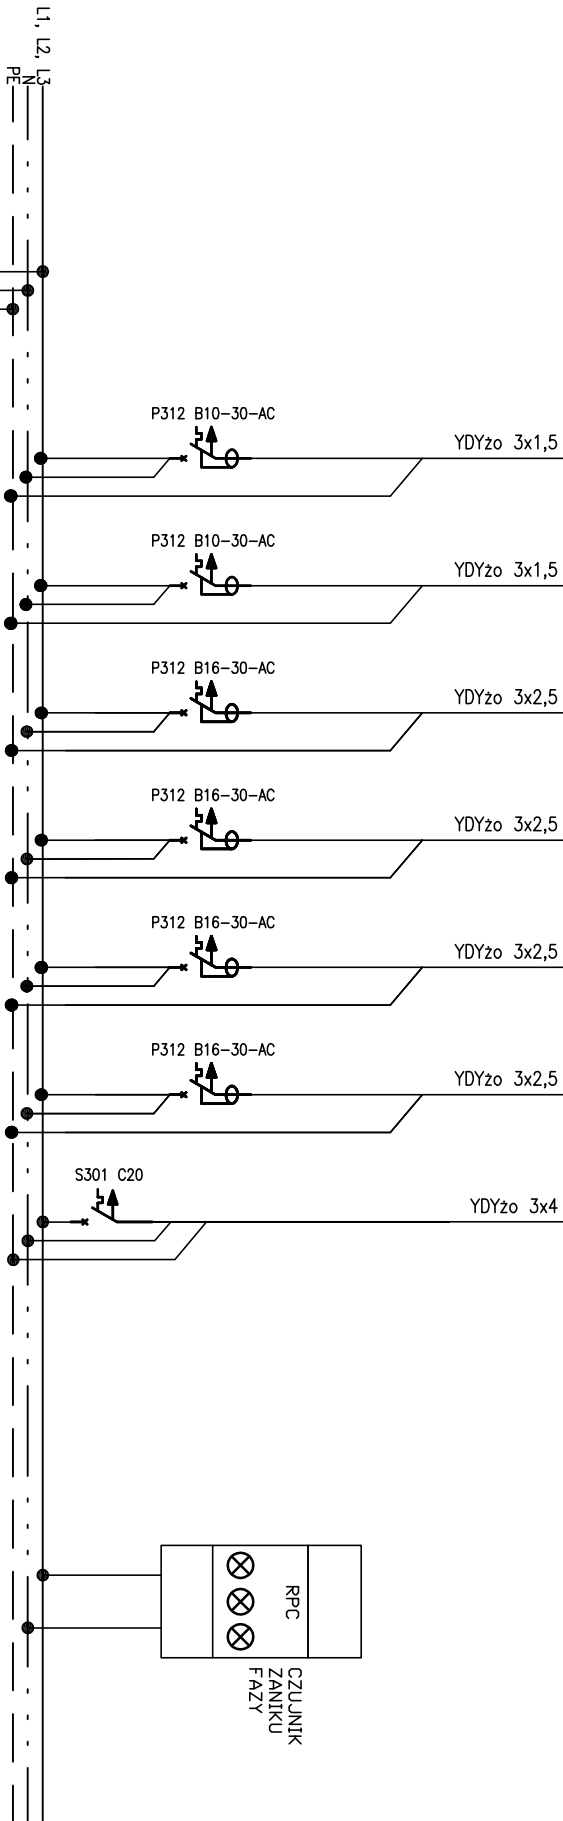 L1, L2, L3
N
PE
P312 B10-30-AC
YDYżo 3x1,5
P312 B10-30-AC
YDYżo 3x1,5
P312 B16-30-AC
YDYżo 3x2,5
P312 B16-30-AC
YDYżo 3x2,5
P312 B16-30-AC
YDYżo 3x2,5
P312 B16-30-AC
YDYżo 3x2,5
S301 C20
YDYżo 3x4
RPC
CZUJNIK
ZANIKU
FAZY